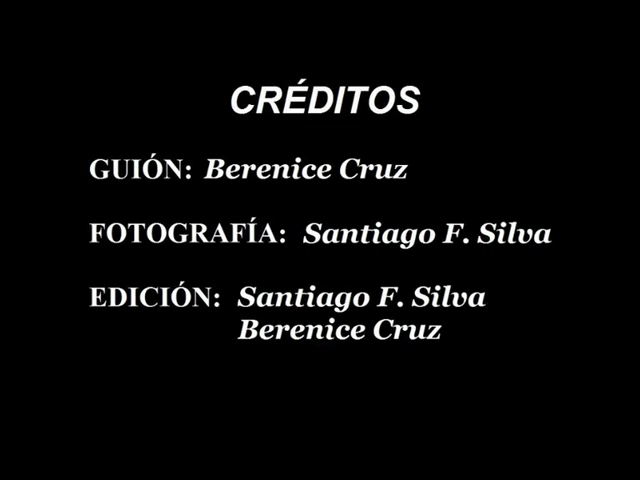 CRÉDITOS
GUIÓN: Berenice Cruz
FOTOGRAFÍA: Santiago F. Silva
EDICIÓN: Santiago F. Silva
Berenice Cruz